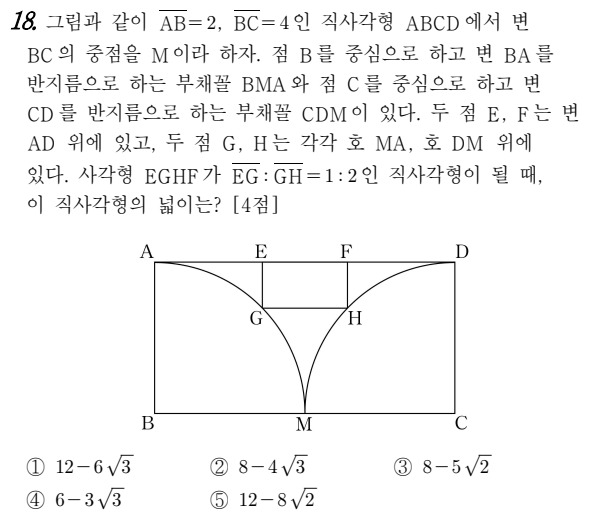 18. 그림과 같이 \overline{AB}=2, \overline{BC}=4인 직사각형 ABCD에서 변
BC의 중점을 M이라 하자. 점 B를 중심으로 하고 변 BA를
반지름으로 하는 부채꼴 BMA와 점 C를 중심으로 하고 변
CD를 반지름으로 하는 부채꼴 CDM이 있다. 두 점 E, F는 변
AD 위에 있고, 두 점 G, H는 각각 호 MA, 호 DM 위에
있다. 사각형 EGHF가 \overline{EG}:\overline{GH}=1:2인 직사각형이 될 때,
이 직사각형의 넓이는? [4점]
A E F D
G H
B M C
① 12-6√3 ② 8-4√3 ③ 8-5√2
④ 6-3√3 ⑤ 12-8√2